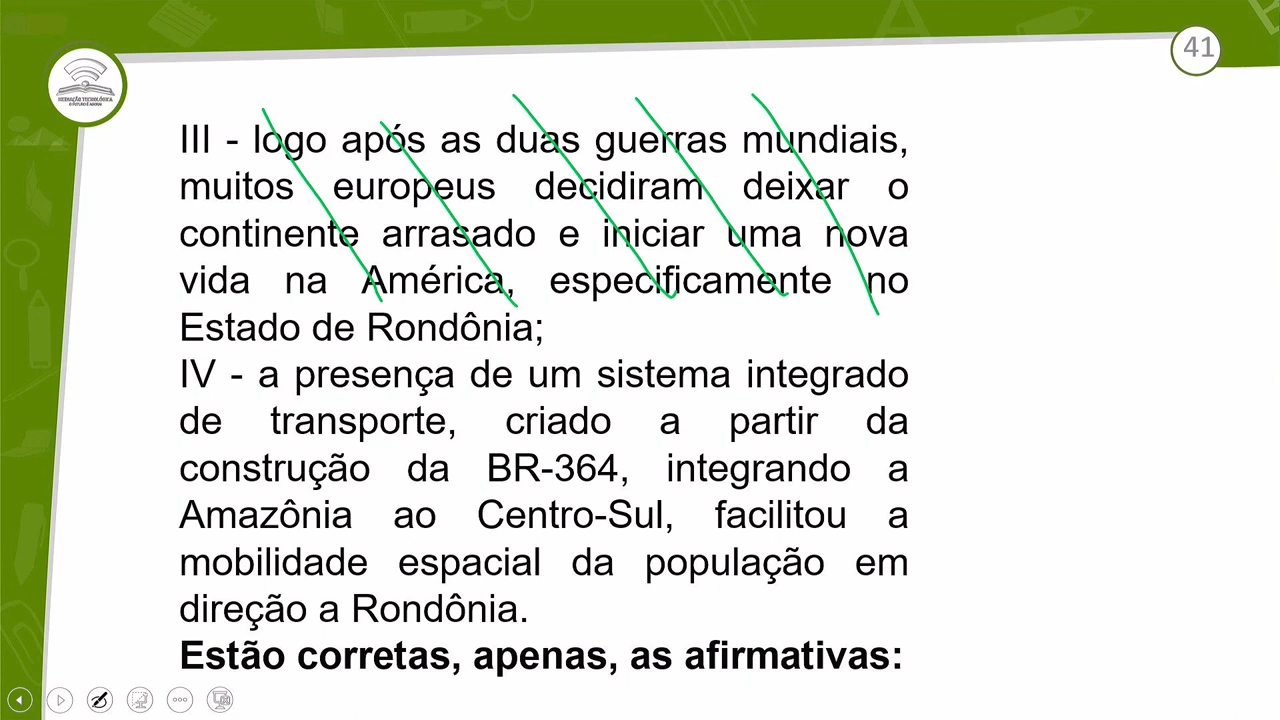 41
MEDIAÇÃO TECNOLÓGICA
III - logo após as duas guerras mundiais,
muitos europeus decidiram deixar o
continente arrasado e iniciar uma nova
vida na América, especificamente no
Estado de Rondônia;
IV - a presença de um sistema integrado
de transporte, criado a partir da
construção da BR-364, integrando a
Amazônia ao Centro-Sul, facilitou a
mobilidade espacial da população em
direção a Rondônia.
Estão corretas, apenas, as afirmativas: